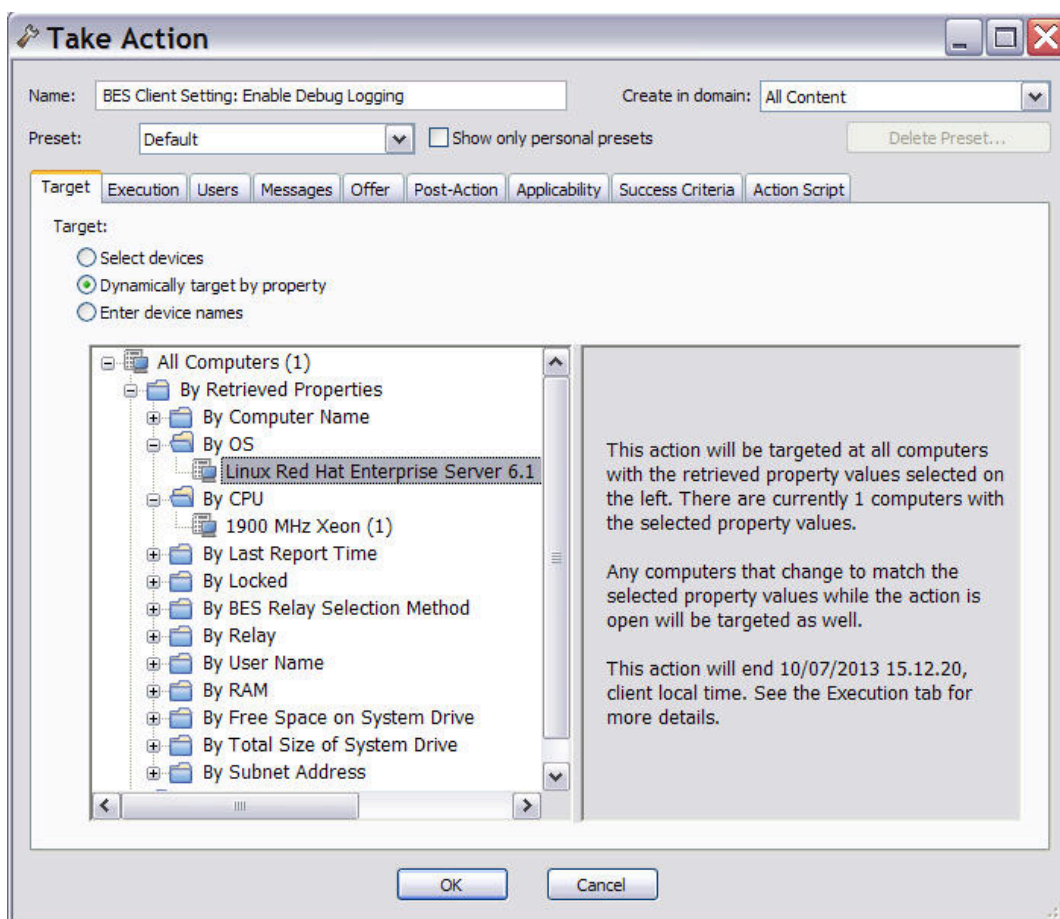 Take Action
Name: BES Client Setting: Enable Debug Logging Create in domain: All Content
Preset: Default Show only personal presets Delete Preset...
Target Execution Users Messages Offer Post-Action Applicability Success Criteria Action Script
Target:
Select devices
Dynamically target by property
Enter device names
All Computers (1)
By Retrieved Properties
By Computer Name
By OS
Linux Red Hat Enterprise Server 6.1
By CPU
1900 MHz Xeon (1)
By Last Report Time
By Locked
By BES Relay Selection Method
By Relay
By User Name
By RAM
By Free Space on System Drive
By Total Size of System Drive
By Subnet Address
This action will be targeted at all computers
with the retrieved property values selected on
the left. There are currently 1 computers with
the selected property values.
Any computers that change to match the
selected property values while the action is
open will be targeted as well.
This action will end 10/07/2013 15.12.20,
client local time. See the Execution tab for
more details.
OK Cancel